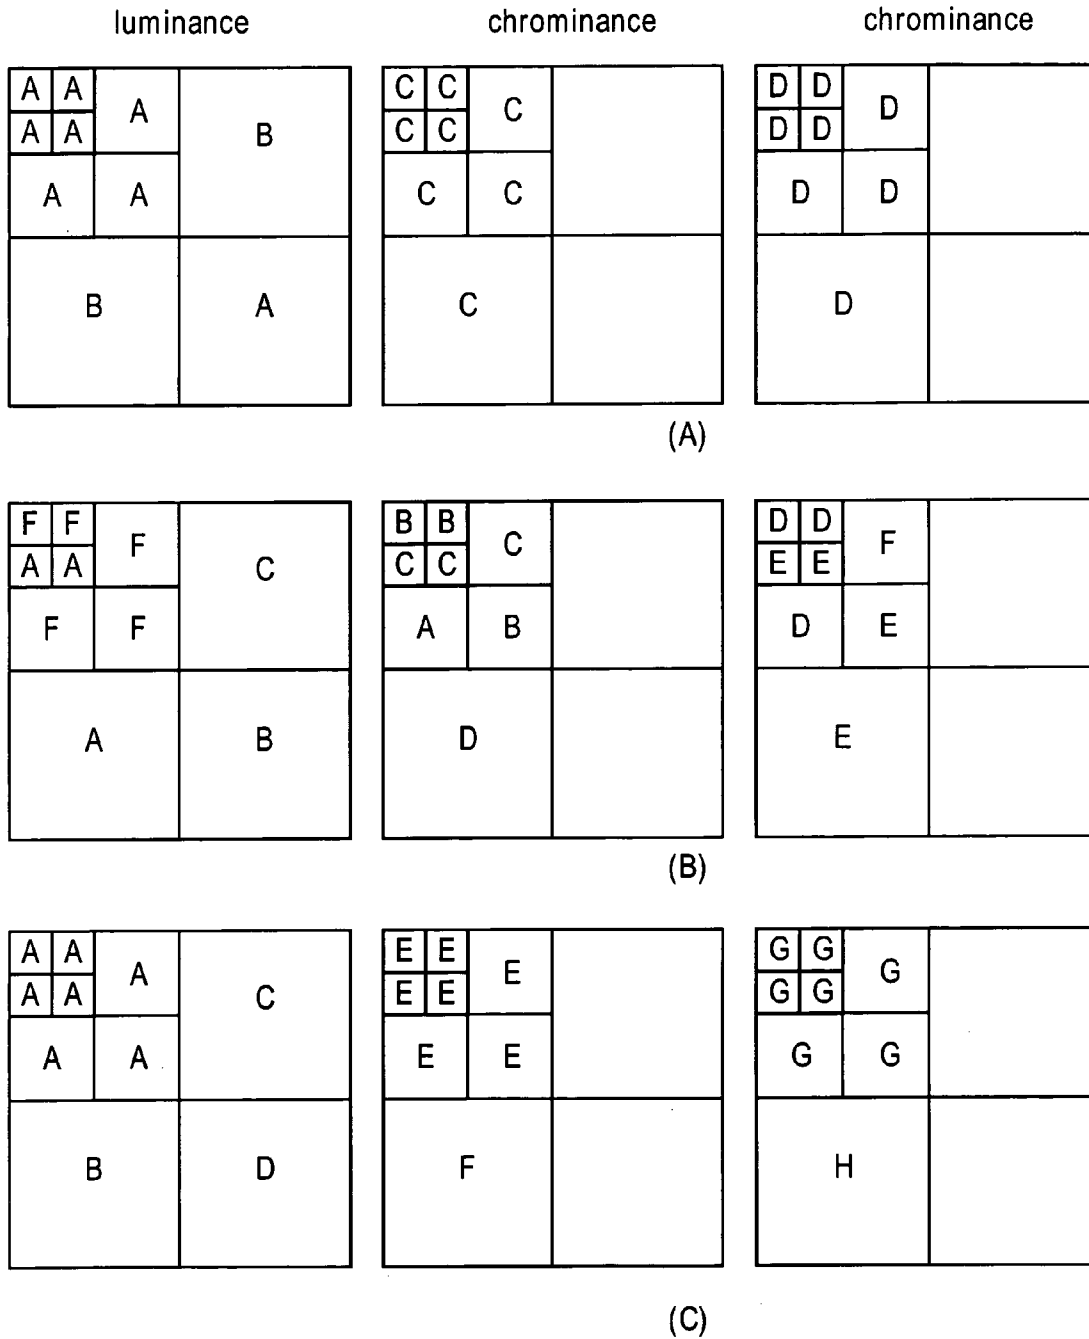 luminance chrominance chrominance
A A A B C C C D D D
A A C C D D
A A C C D D
B A C D
(A)
F F F C B B C D D F
A A C C E E
F F A B D E
A B D E
(B)
A A A C E E E G G G
A A E E G G
A A E E G G
B D F H
(C)